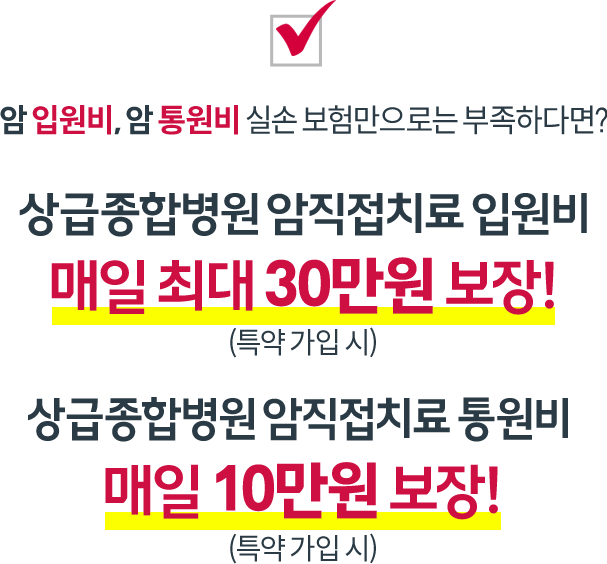 암 입원비, 암 통원비 실손 보험만으로는 부족하다면?
상급종합병원 암직접치료 입원비
매일 최대 30만원 보장!
(특약 가입 시)
상급종합병원 암직접치료 통원비
매일 10만원 보장!
(특약 가입 시)